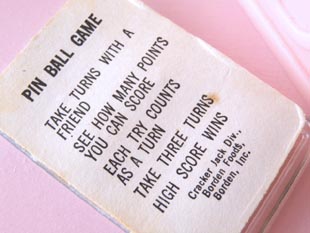 PIN BALL GAME
TAKE TURNS WITH A
FRIEND
SEE HOW MANY POINTS
YOU CAN SCORE
EACH TRY COUNTS
AS A TURN
TAKE THREE TURNS
HIGH SCORE WINS
Cracker Jack Div.,
Borden Foods,
Borden, Inc.